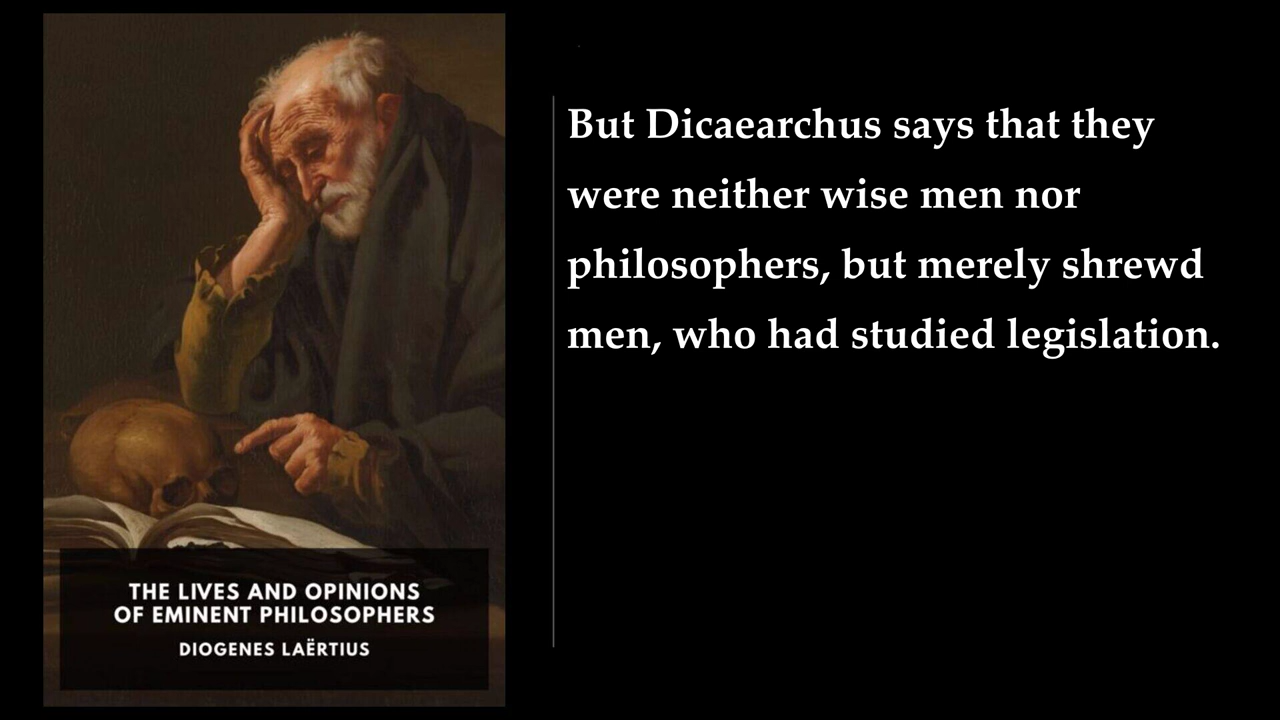 But Dicaearchus says that they
were neither wise men nor
philosophers, but merely shrewd
men, who had studied legislation.
THE LIVES AND OPINIONS
OF EMINENT PHILOSOPHERS
DIOGENES LAËRTIUS